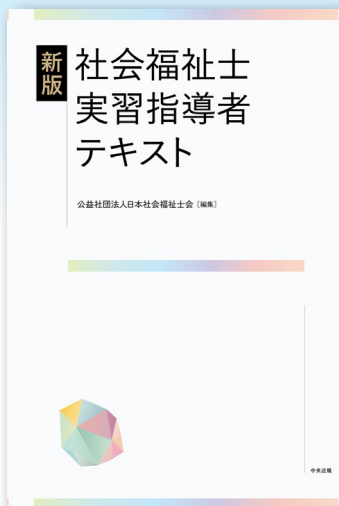 新版
社会福祉士
実習指導者
テキスト
公益社団法人日本社会福祉士会［編集］
中央法規